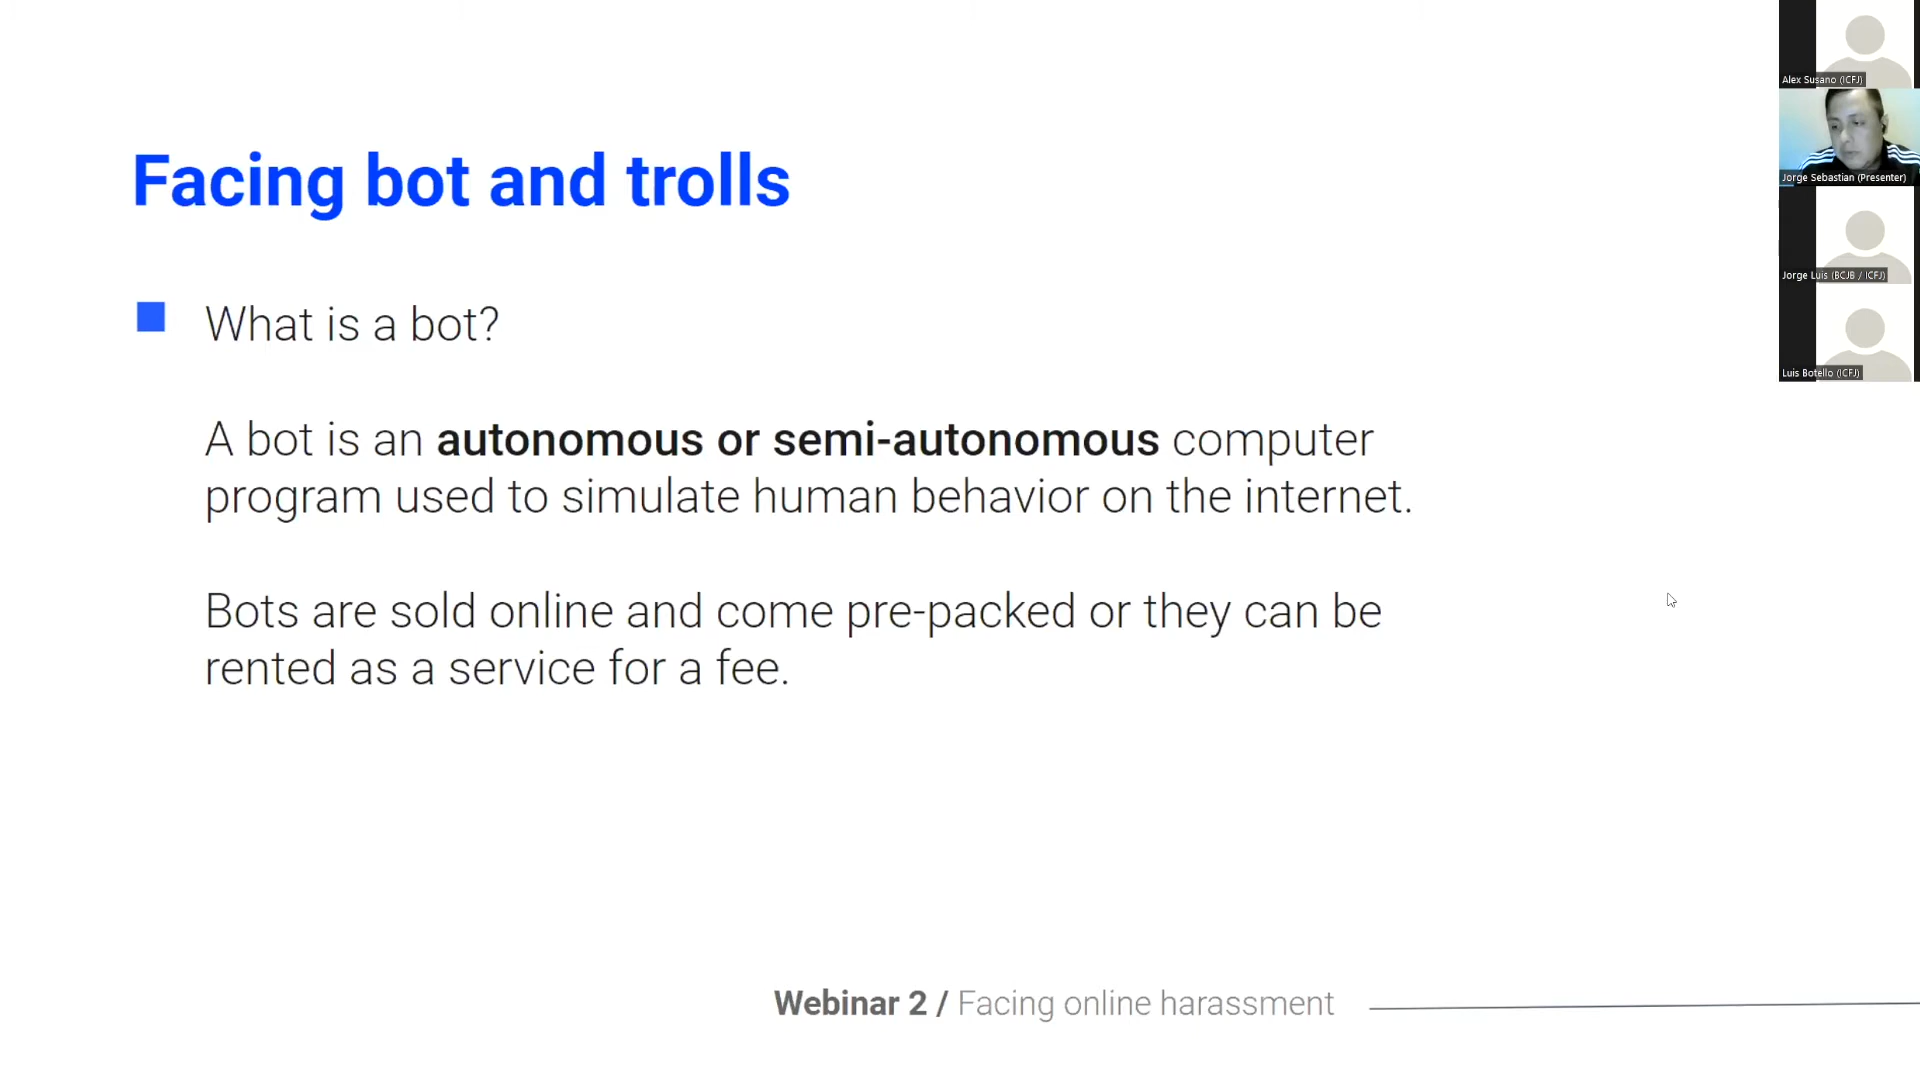 Facing bot and trolls
What is a bot?
A bot is an autonomous or semi-autonomous computer
program used to simulate human behavior on the internet.
Bots are sold online and come pre-packed or they can be
rented as a service for a fee.
Webinar 2 / Facing online harassment
Alex Susano (ICFJ)
Jorge Sebastian (Presenter)
Jorge Luis (BCJB / ICFJ)
Luis Botello (ICFJ)